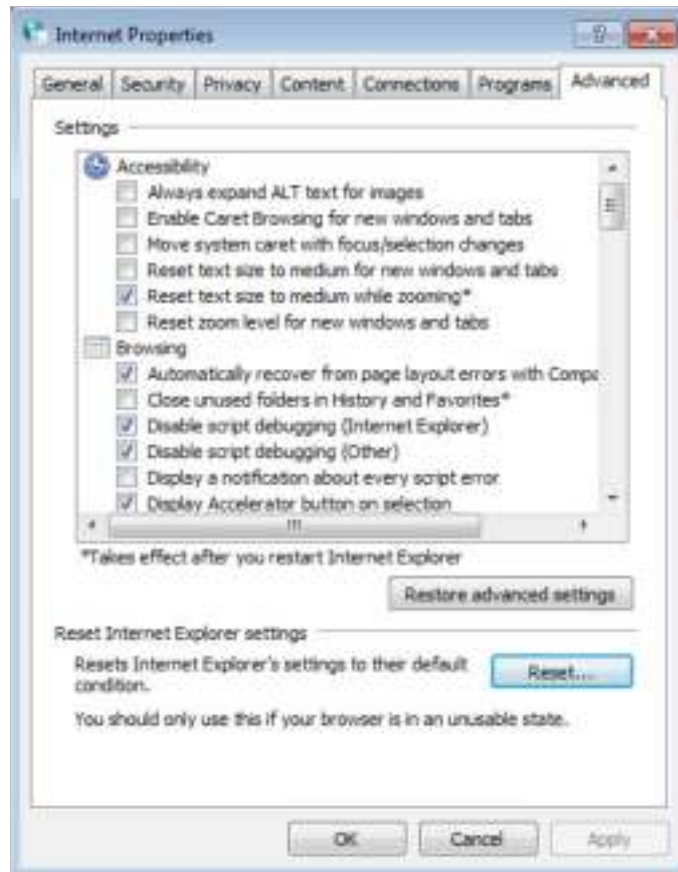 Internet Properties
General Security Privacy Content Connections Programs Advanced
Settings
Accessibility
Always expand ALT text for images
Enable Caret Browsing for new windows and tabs
Move system caret with focus/selection changes
Reset text size to medium for new windows and tabs
Reset text size to medium while zooming*
Reset zoom level for new windows and tabs
Browsing
Automatically recover from page layout errors with Compa
Close unused folders in History and Favorites*
Disable script debugging (Internet Explorer)
Disable script debugging (Other)
Display a notification about every script error
Display Accelerator button on selection
*Takes effect after you restart Internet Explorer
Restore advanced settings
Reset Internet Explorer settings
Resets Internet Explorer's settings to their default
condition.
Reset...
You should only use this if your browser is in an unusable state.
OK Cancel Apply